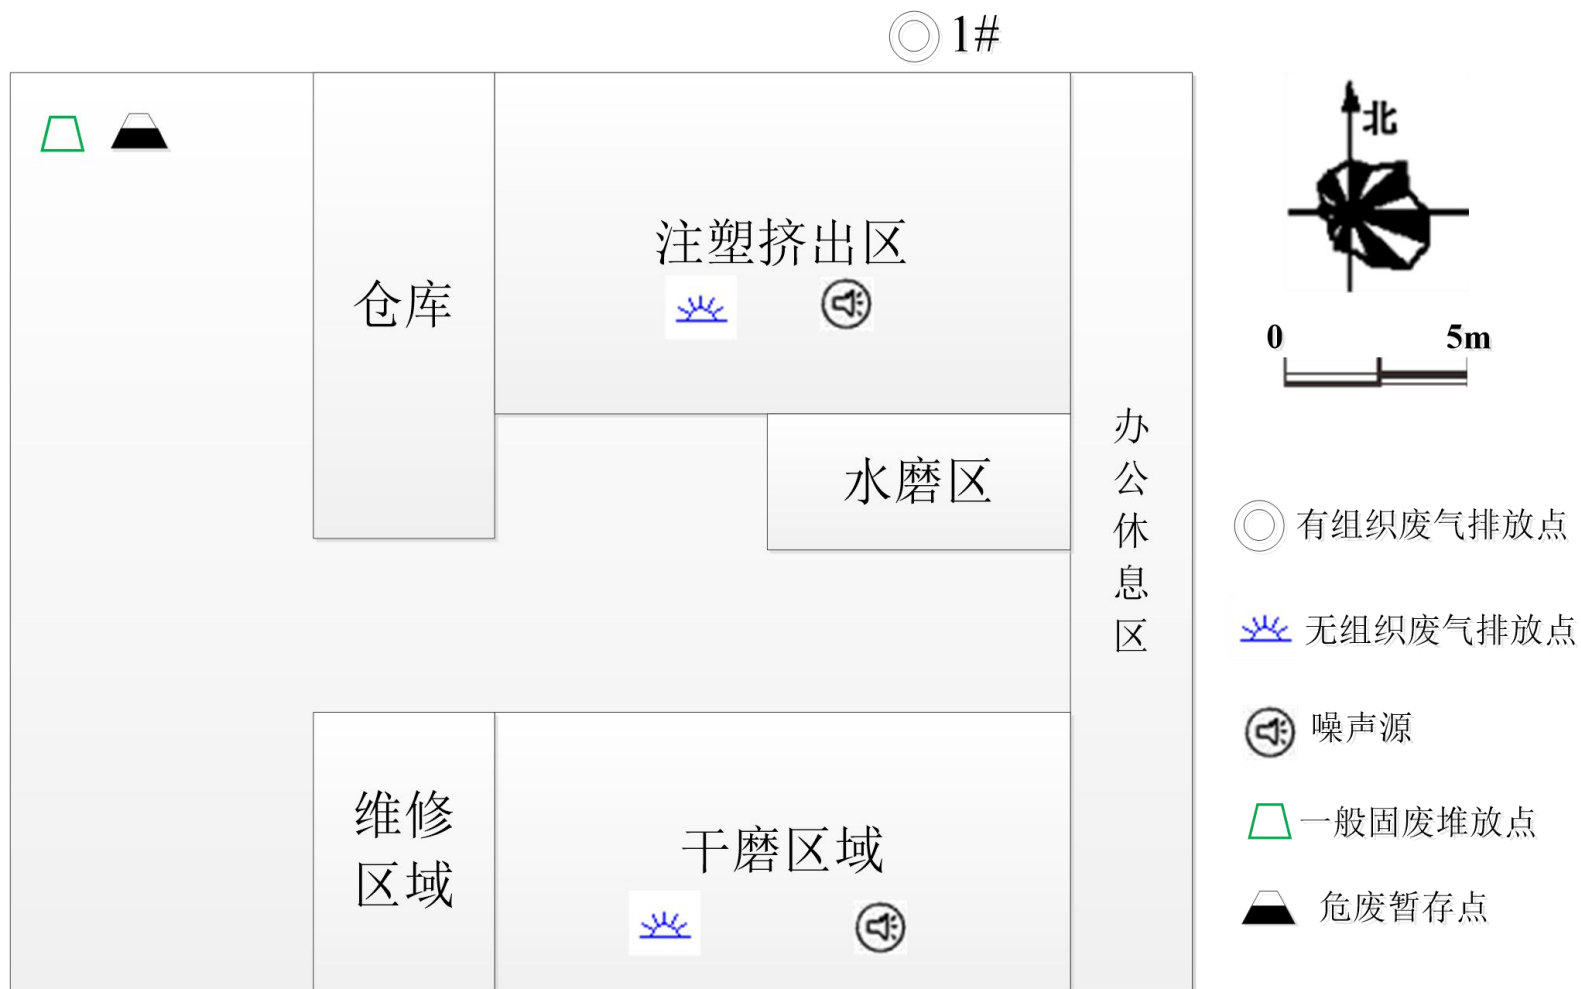 1#
北
注塑挤出区
仓库
0 5m
办公休息区
水磨区
有组织废气排放点
无组织废气排放点
噪声源
维修
区域
干磨区域
一般固废堆放点
危废暂存点